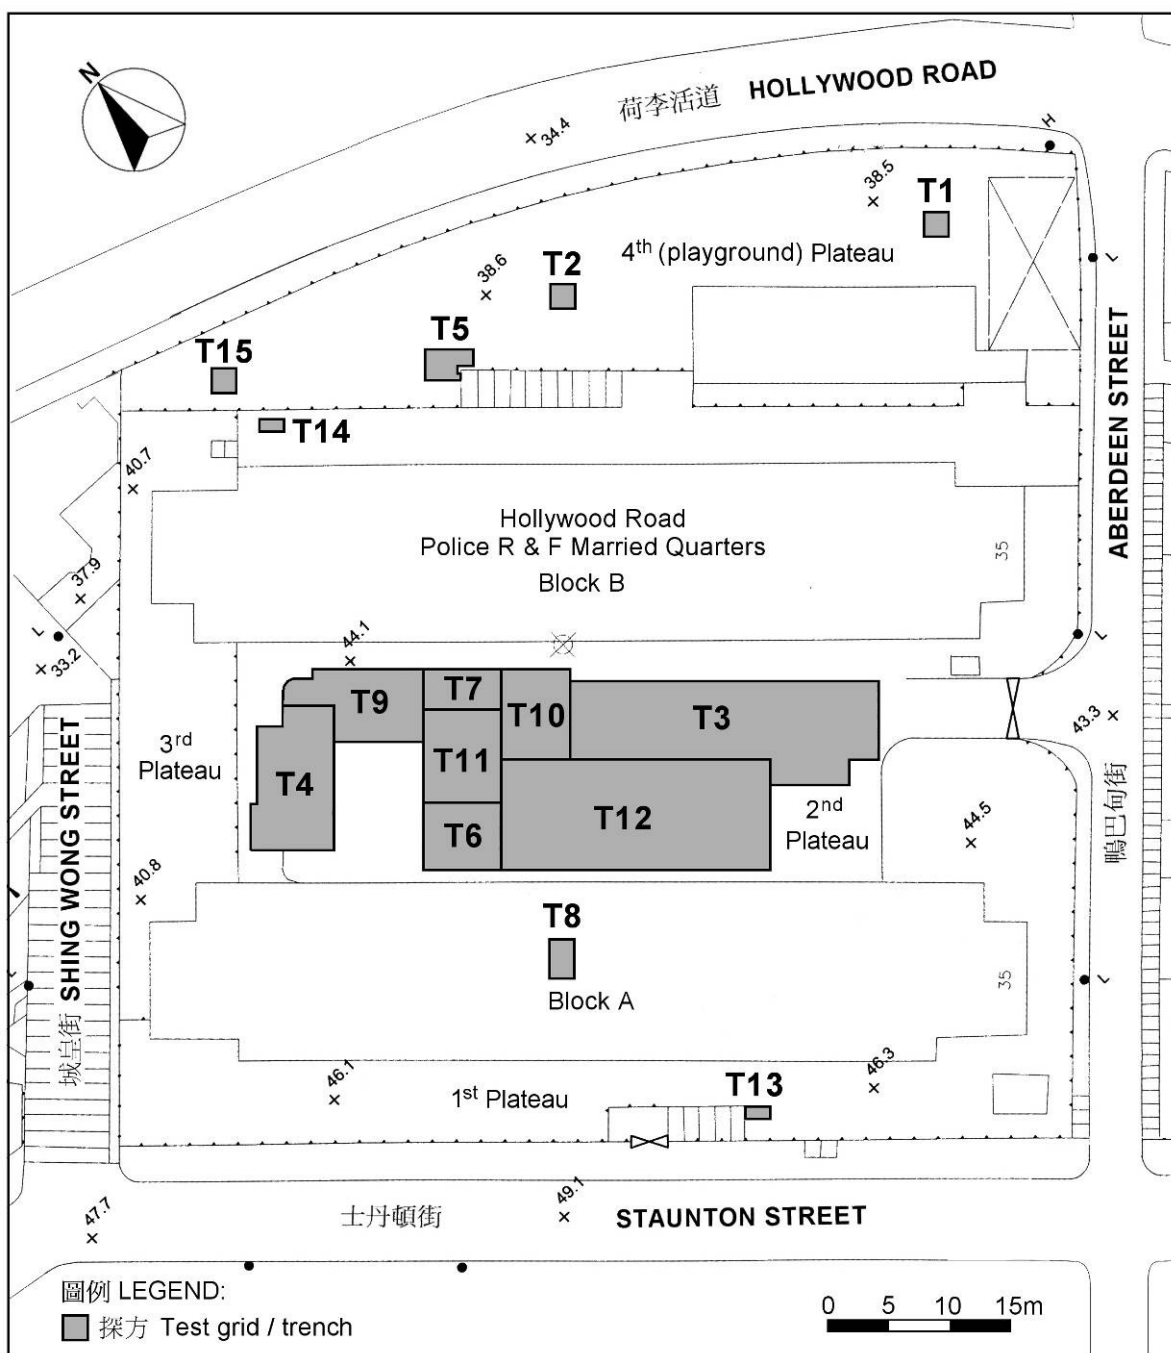 N
荷李活道 HOLLYWOOD ROAD
34.4
H
38.5
T1
4th (playground) Plateau
38.6
T2
L
T5
T15
T14
ABERDEEN STREET
40.7
Hollywood Road
Police R & F Married Quarters
Block B
35
37.9
L
33.2
44.1
L
T9
T7
T10
T3
43.3
3rd
Plateau
T4
T11
T6
T12
2nd
Plateau
44.5
鴨巴甸街
SHING WONG STREET
城皇街
40.8
T8
Block A
35
L
L
46.1
1st Plateau
T13
46.3
47.7
士丹頓街
49.1
STAUNTON STREET
圖例 LEGEND:
探方 Test grid / trench
0 5 10 15m